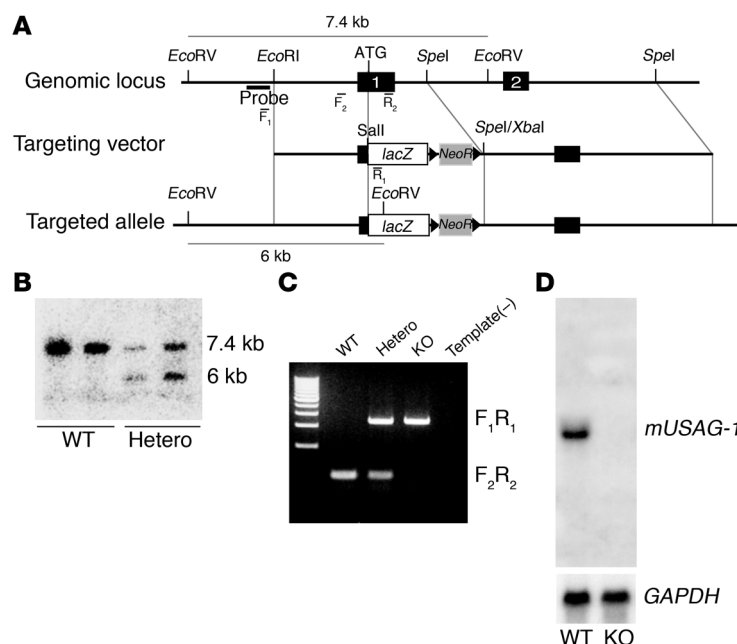 A
7.4 kb
EcoRV EcoRI ATG SpeI EcoRV SpeI
Genomic locus 1 2
Probe F1 F2 R2
SalI SpeI/XbaI
Targeting vector lacZ NeoR
R1
EcoRV EcoRV
Targeted allele lacZ NeoR
6 kb
B
7.4 kb
6 kb
WT Hetero
C
WT Hetero KO Template(–)
F1R1
F2R2
D
mUSAG-1
GAPDH
WT KO